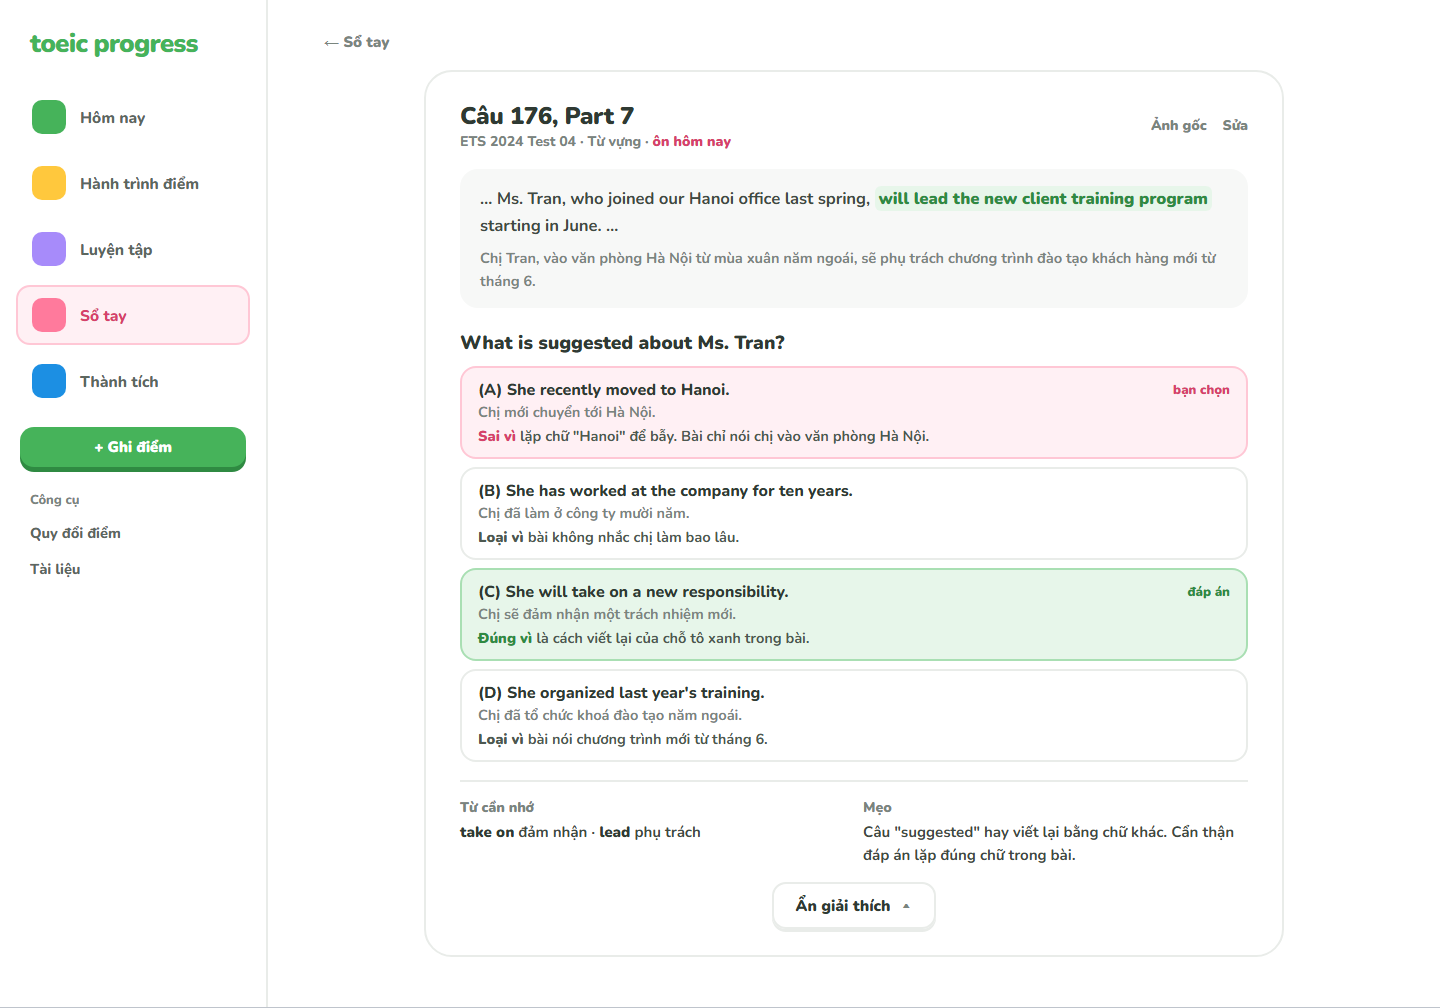 toeic progress
Hôm nay
Hành trình điểm
Luyện tập
Sổ tay
Thành tích
+ Ghi điểm
Công cụ
Quy đổi điểm
Tài liệu
← Sổ tay
Câu 176, Part 7
ETS 2024 Test 04 · Từ vựng · ôn hôm nay
Ảnh gốc Sửa
... Ms. Tran, who joined our Hanoi office last spring, will lead the new client training program
starting in June. ...
Chị Tran, vào văn phòng Hà Nội từ mùa xuân năm ngoái, sẽ phụ trách chương trình đào tạo khách hàng mới từ
tháng 6.
What is suggested about Ms. Tran?
(A) She recently moved to Hanoi.
bạn chọn
Chị mới chuyển tới Hà Nội.
Sai vì lặp chữ "Hanoi" để bẫy. Bài chỉ nói chị vào văn phòng Hà Nội.
(B) She has worked at the company for ten years.
Chị đã làm ở công ty mười năm.
Loại vì bài không nhắc chị làm bao lâu.
(C) She will take on a new responsibility.
đáp án
Chị sẽ đảm nhận một trách nhiệm mới.
Đúng vì là cách viết lại của chỗ tô xanh trong bài.
(D) She organized last year's training.
Chị đã tổ chức khoá đào tạo năm ngoái.
Loại vì bài nói chương trình mới từ tháng 6.
Từ cần nhớ
take on đảm nhận · lead phụ trách
Mẹo
Câu "suggested" hay viết lại bằng chữ khác. Cẩn thận
đáp án lặp đúng chữ trong bài.
Ẩn giải thích